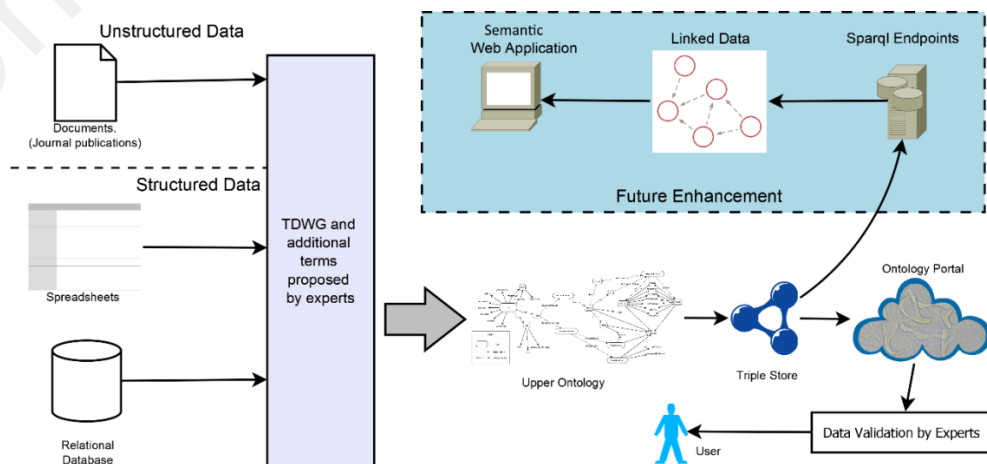 Unstructured Data
Documents.
(Journal publications)
Structured Data
Spreadsheets
Relational
Database
TDWG and
additional
terms
proposed
by experts
Semantic
Web Application
Linked Data
Sparql Endpoints
Future Enhancement
Upper Ontology
Triple Store
Ontology Portal
Data Validation by Experts
User